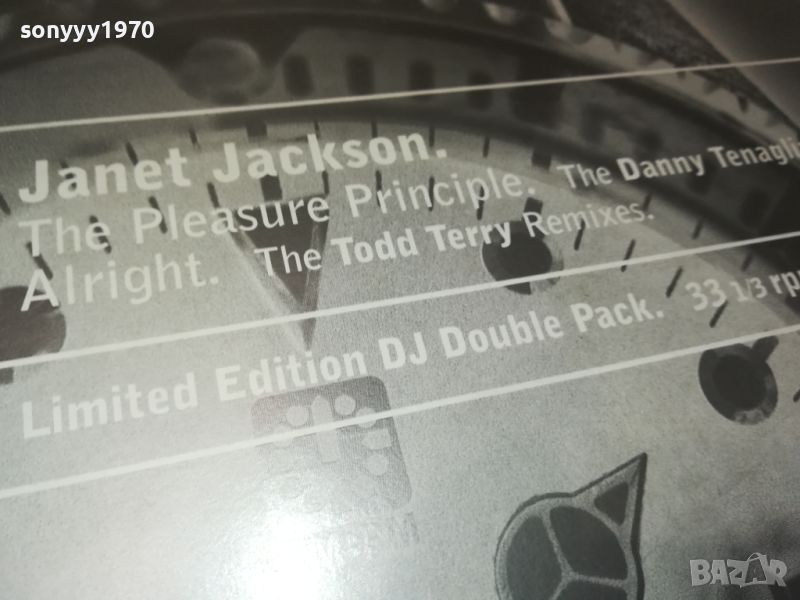 sonyyy1970
Janet Jackson.
The Pleasure Principle. The Danny Tenagli
Alright. The Todd Terry Remixes.
Limited Edition DJ Double Pack. 33 1/3 rp
BAZAR